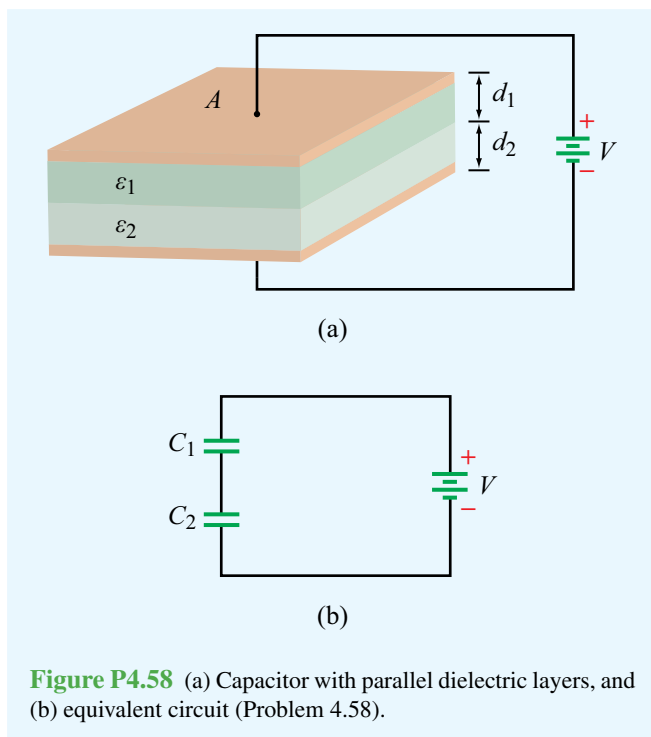 A
d1
d2
+
V
−
ε1
ε2
(a)
C1
C2
+
V
−
(b)
Figure P4.58 (a) Capacitor with parallel dielectric layers, and
(b) equivalent circuit (Problem 4.58).